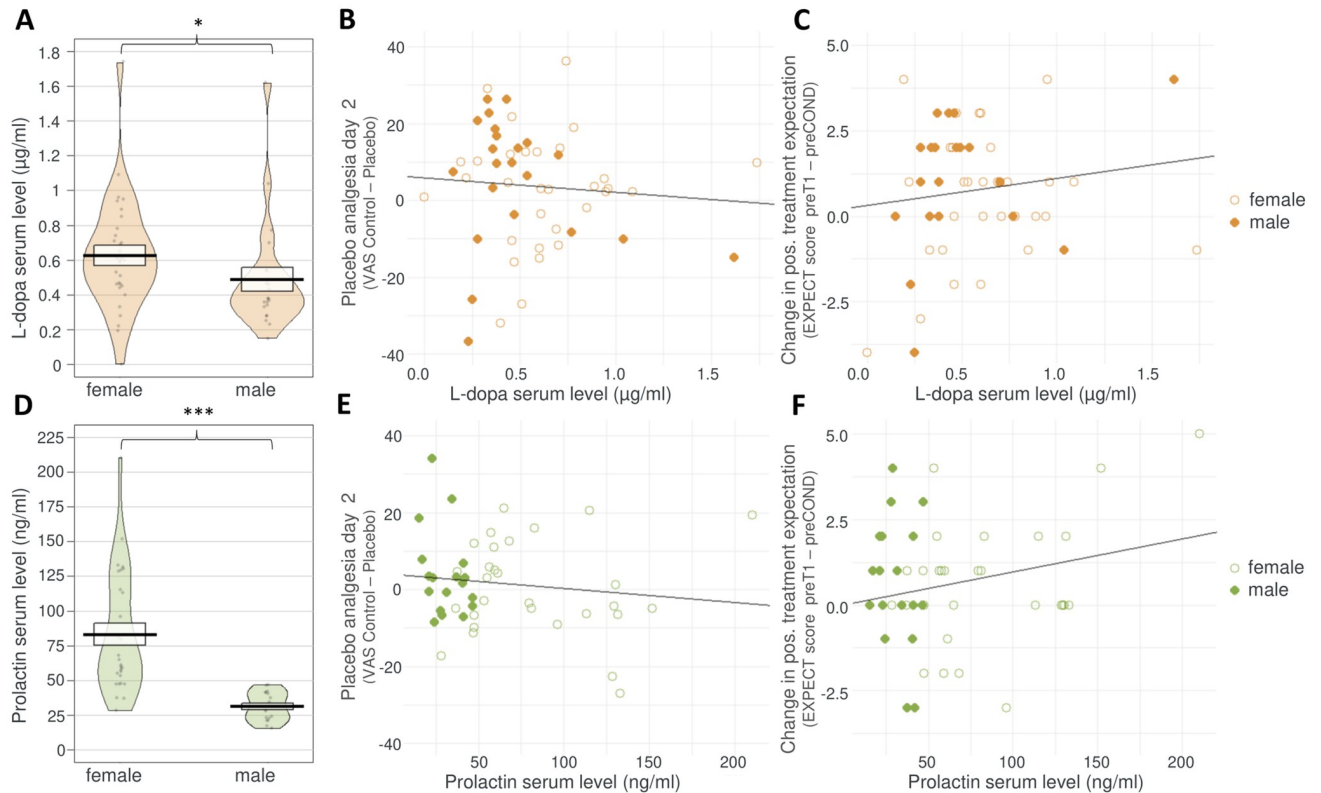 A
*
L-dopa serum level (µg/ml)
1.8
1.6
1.4
1.2
1
0.8
0.6
0.4
0.2
0
female male
B
Placebo analgesia day 2
(VAS Control – Placebo)
40
20
0
-20
-40
0.0 0.5 1.0 1.5
L-dopa serum level (µg/ml)
C
Change in pos. treatment expectation
(EXPECT score preT1 – preCOND)
5.0
2.5
0.0
-2.5
0.0 0.5 1.0 1.5
L-dopa serum level (µg/ml)
female
male
D
***
Prolactin serum level (ng/ml)
225
200
175
150
125
100
75
50
25
0
female male
E
Placebo analgesia day 2
(VAS Control – Placebo)
40
20
0
-20
-40
50 100 150 200
Prolactin serum level (ng/ml)
F
Change in pos. treatment expectation
(EXPECT score preT1 – preCOND)
5.0
2.5
0.0
-2.5
50 100 150 200
Prolactin serum level (ng/ml)
female
male